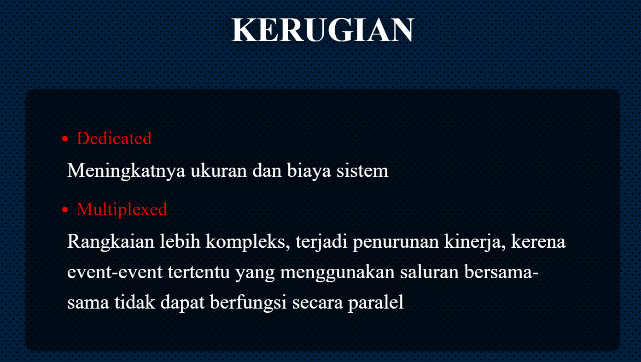 KERUGIAN
• Dedicated
Meningkatnya ukuran dan biaya sistem
• Multiplexed
Rangkaian lebih kompleks, terjadi penurunan kinerja, kerena
event-event tertentu yang menggunakan saluran bersama-
sama tidak dapat berfungsi secara paralel